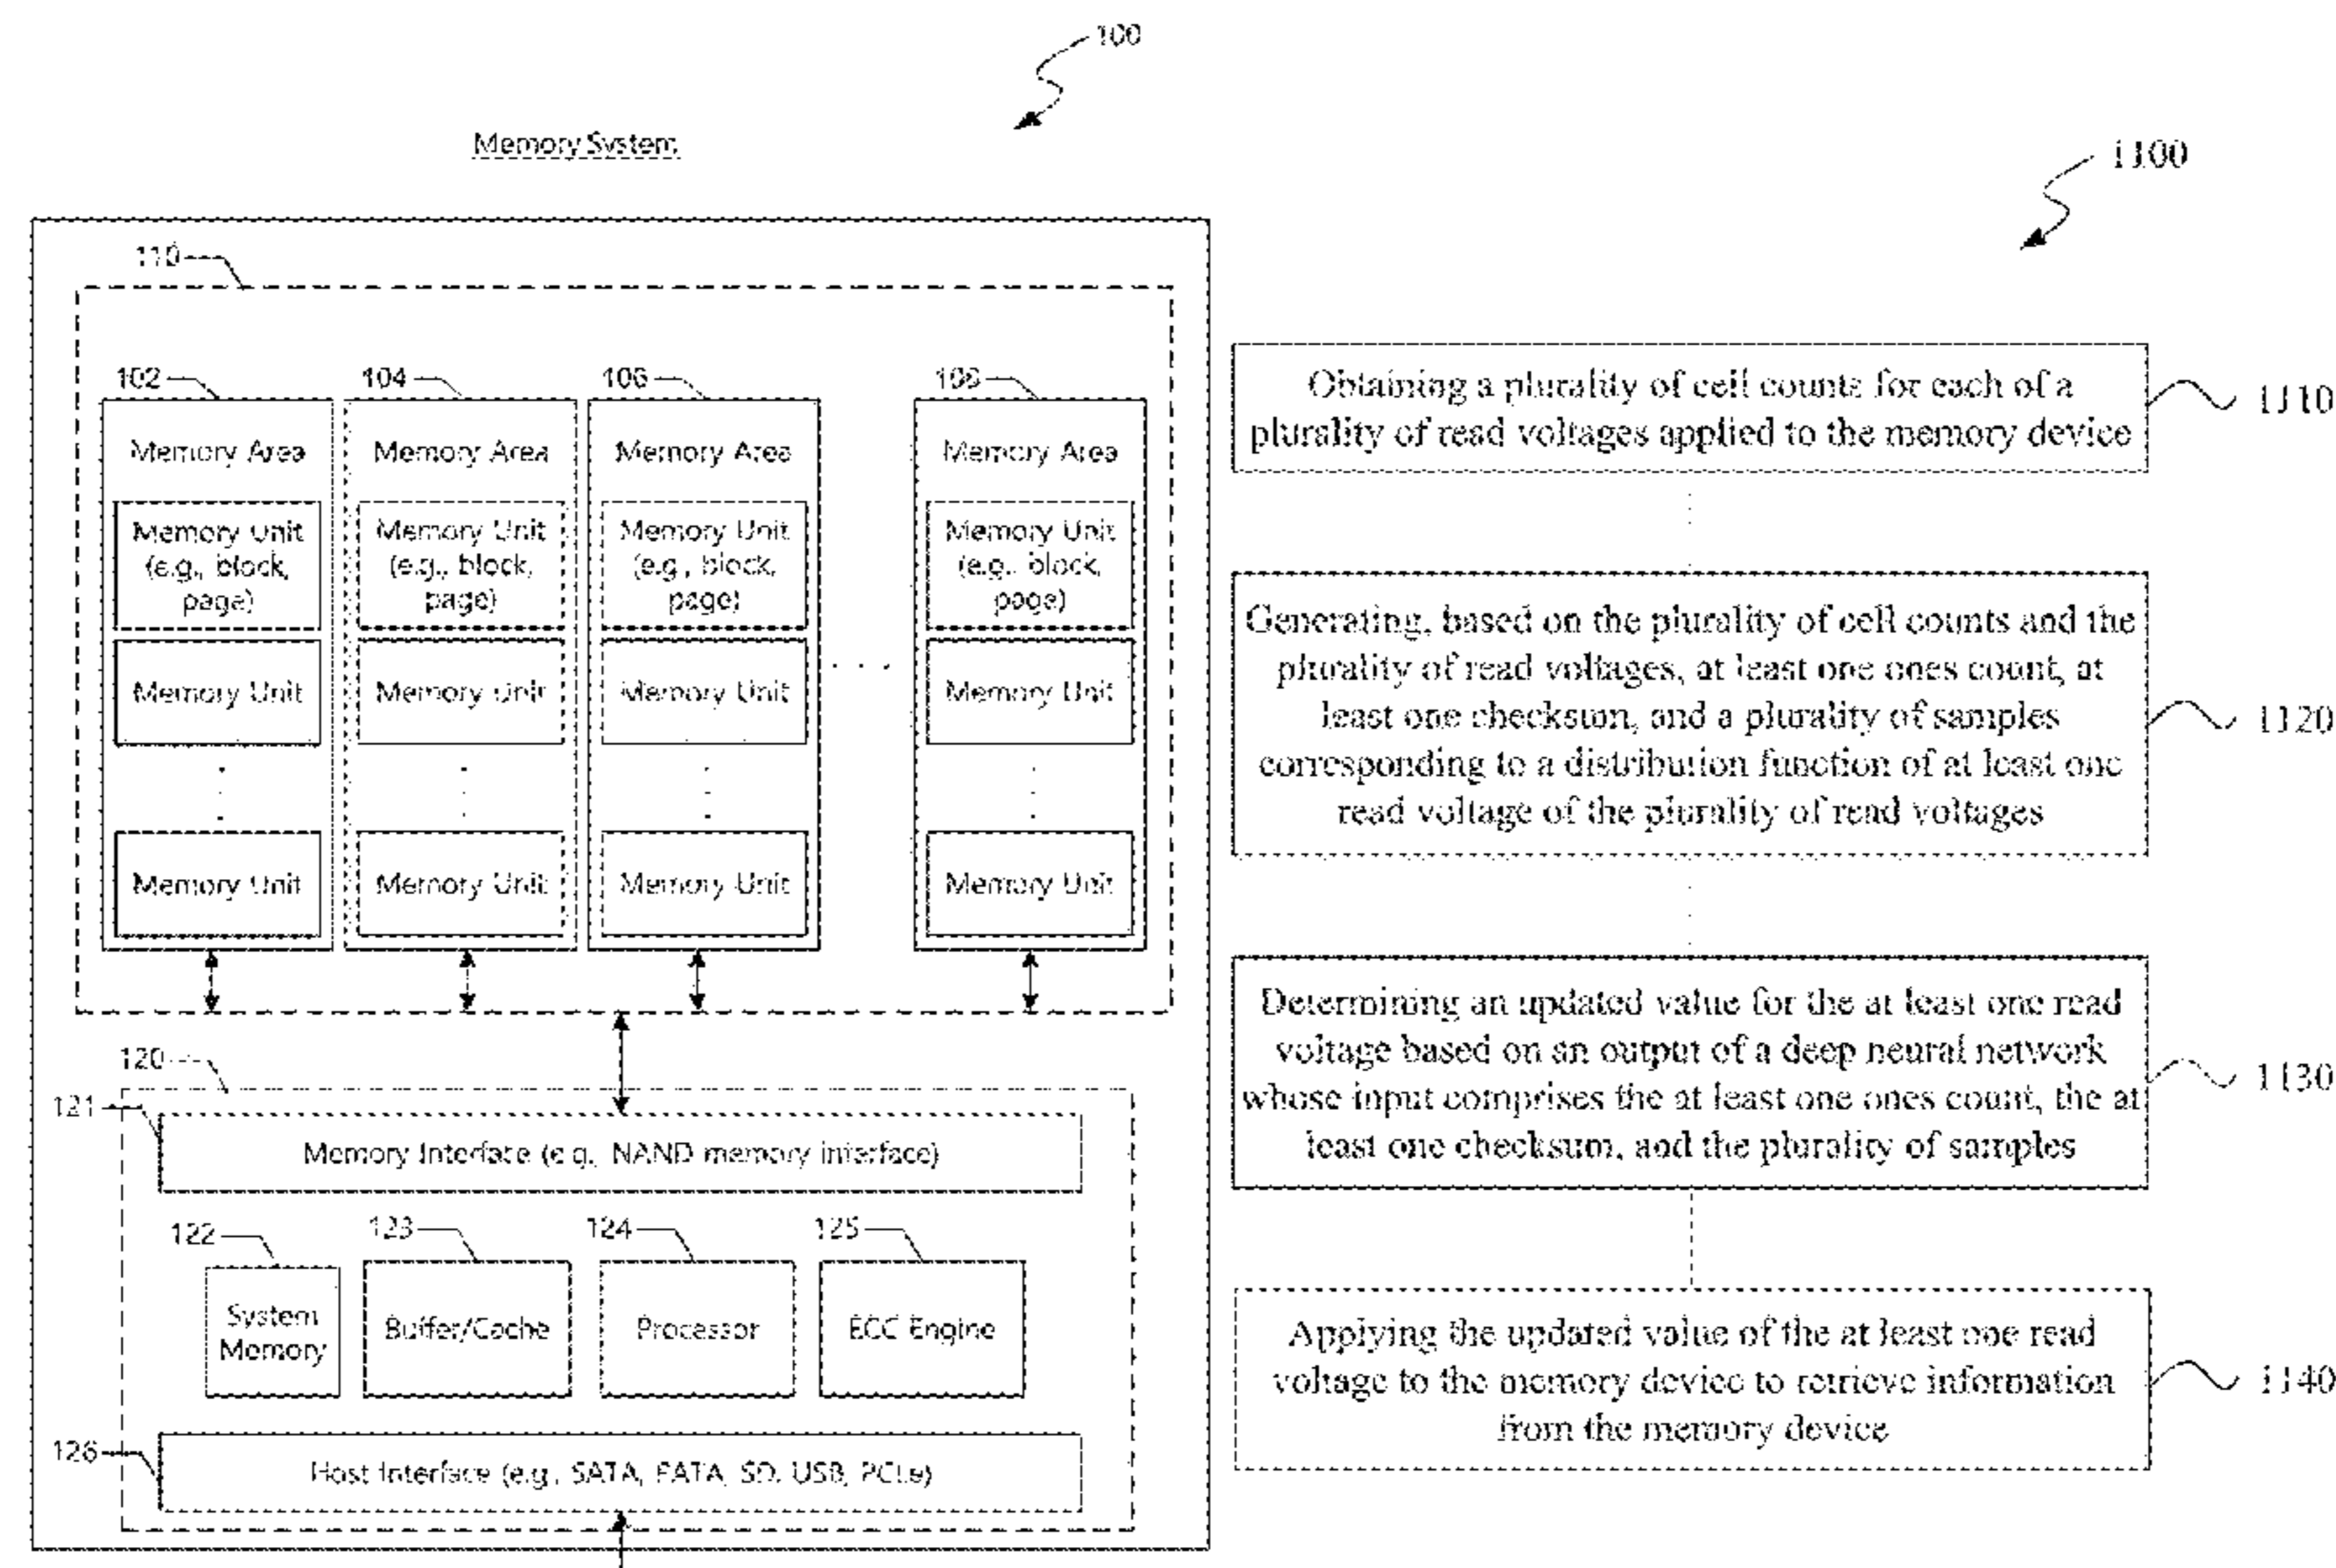 100
Memory System
110
102
104
106
108
Memory Area
Memory Area
Memory Area
Memory Area
Memory Unit
(e.g., block,
page)
Memory Unit
(e.g., block,
page)
Memory Unit
(e.g., block,
page)
Memory Unit
(e.g., block,
page)
Memory Unit
Memory Unit
Memory Unit
. . .
Memory Unit
Memory Unit
Memory Unit
Memory Unit
Memory Unit
120
121
Memory Interface (e.g., NAND memory interface)
122
123
124
125
System
Memory
Buffer/Cache
Processor
ECC Engine
126
Host Interface (e.g., SATA, PATA, SD, USB, PCIe)
1100
Obtaining a plurality of cell counts for each of a
plurality of read voltages applied to the memory device
1110
Generating, based on the plurality of cell counts and the
plurality of read voltages, at least one ones count, at
least one checksum, and a plurality of samples
corresponding to a distribution function of at least one
read voltage of the plurality of read voltages
1120
Determining an updated value for the at least one read
voltage based on an output of a deep neural network
whose input comprises the at least one ones count, the at
least one checksum, and the plurality of samples
1130
Applying the updated value of the at least one read
voltage to the memory device to retrieve information
from the memory device
1140